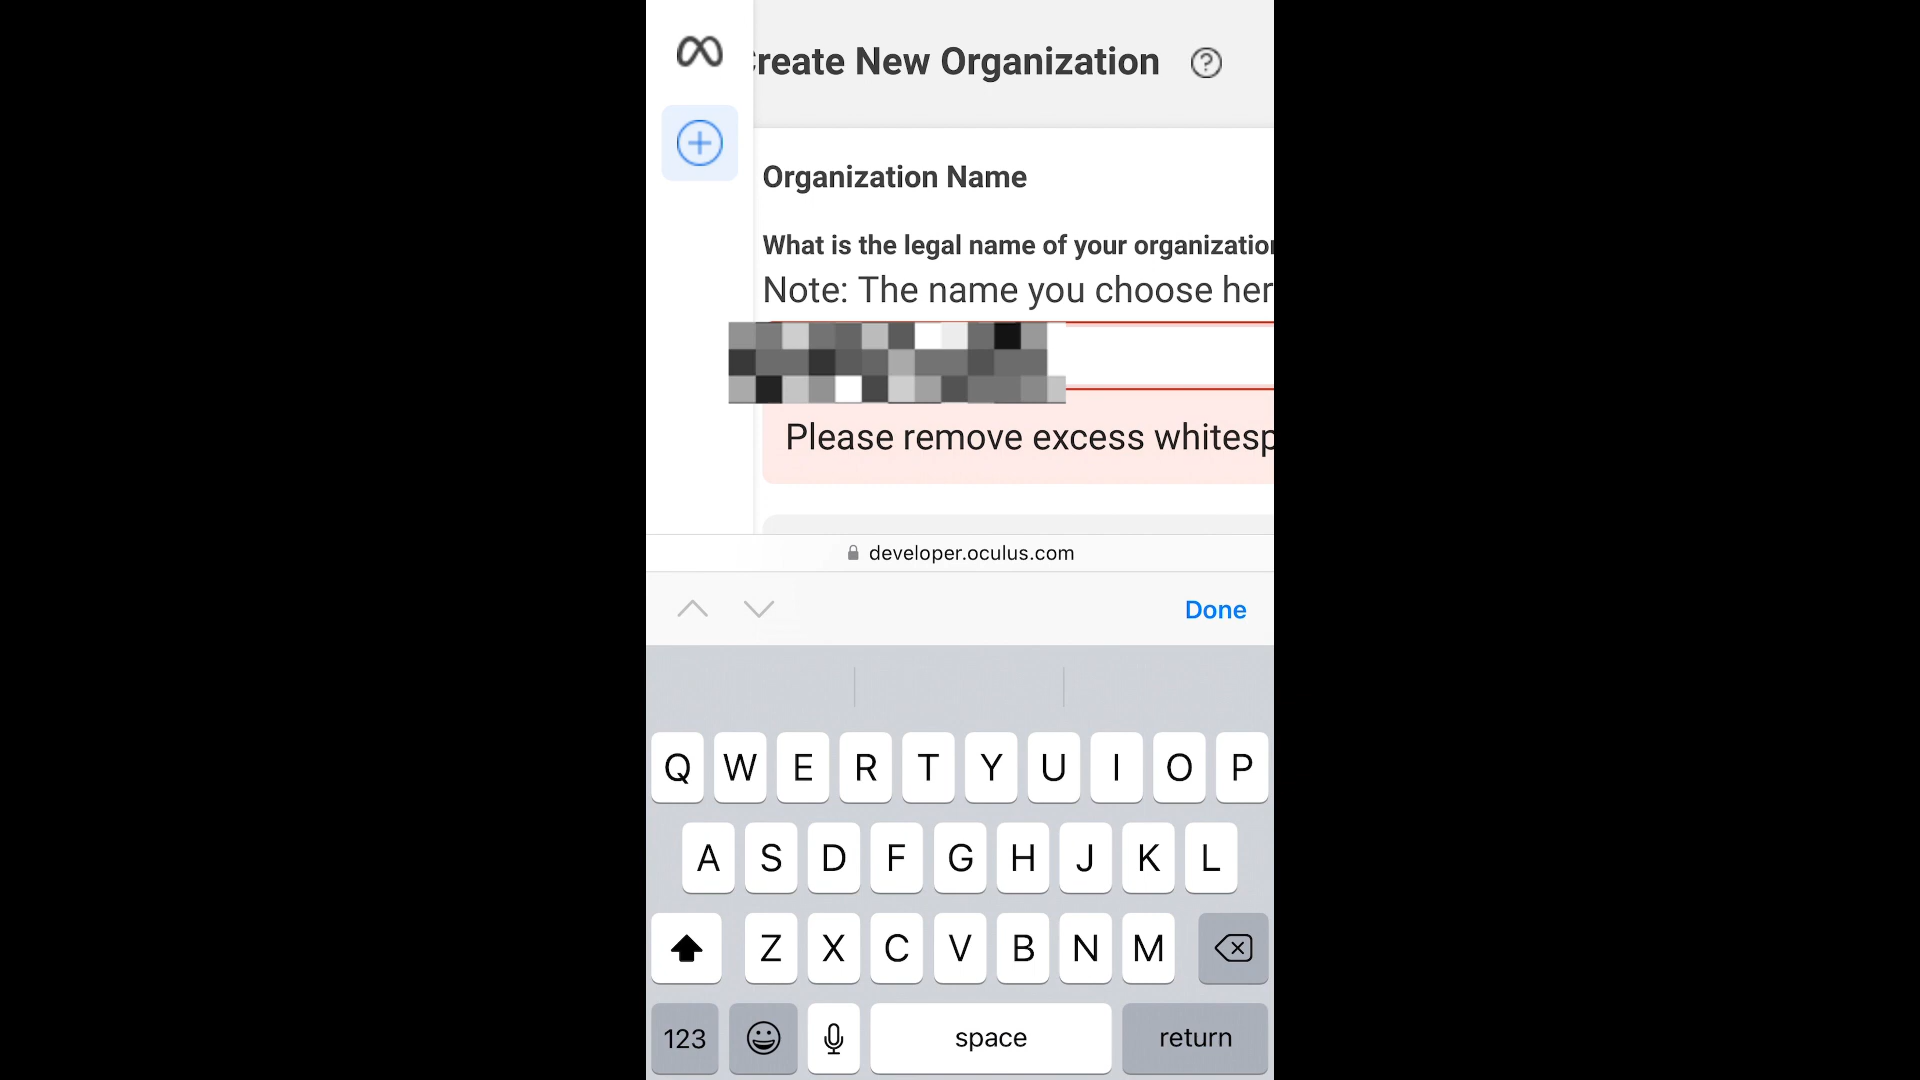 reate New Organization
Organization Name
What is the legal name of your organization
Note: The name you choose her
Please remove excess whitesp
developer.oculus.com
Done
Q W E R T Y U I O P
A S D F G H J K L
Z X C V B N M
123 space return